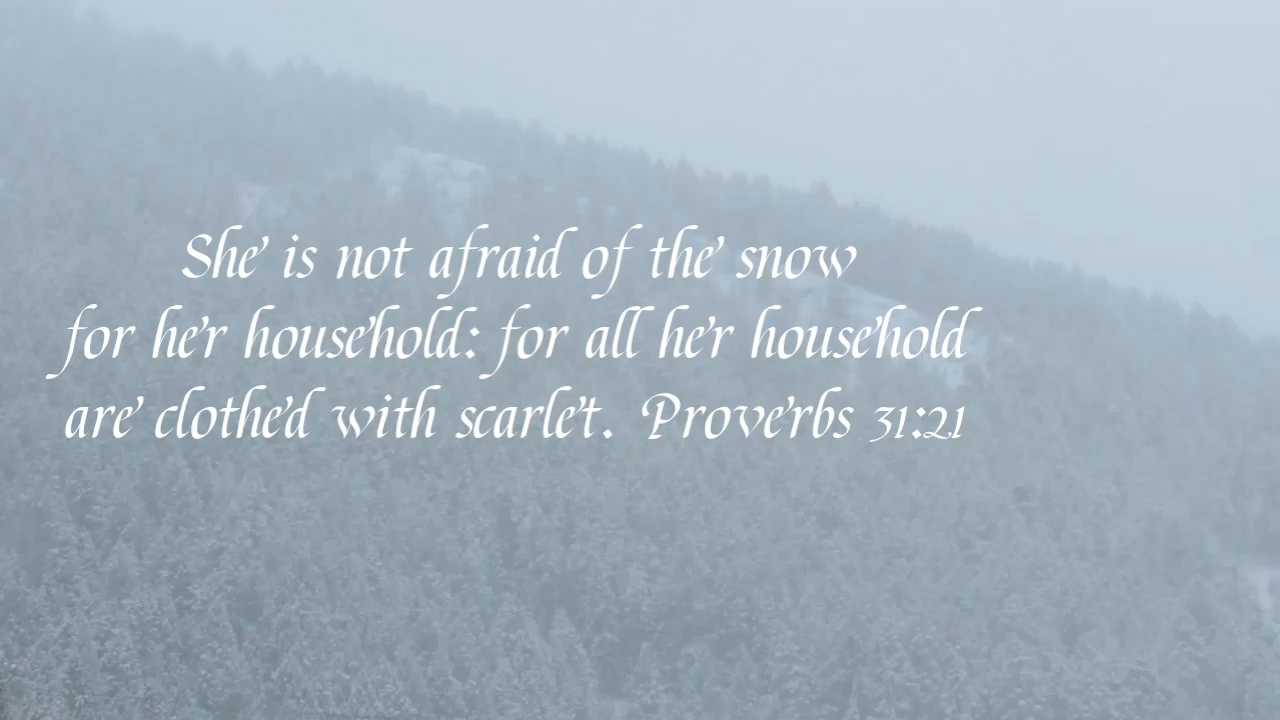 She is not afraid of the snow
for her household: for all her household
are clothed with scarlet. Proverbs 31:21